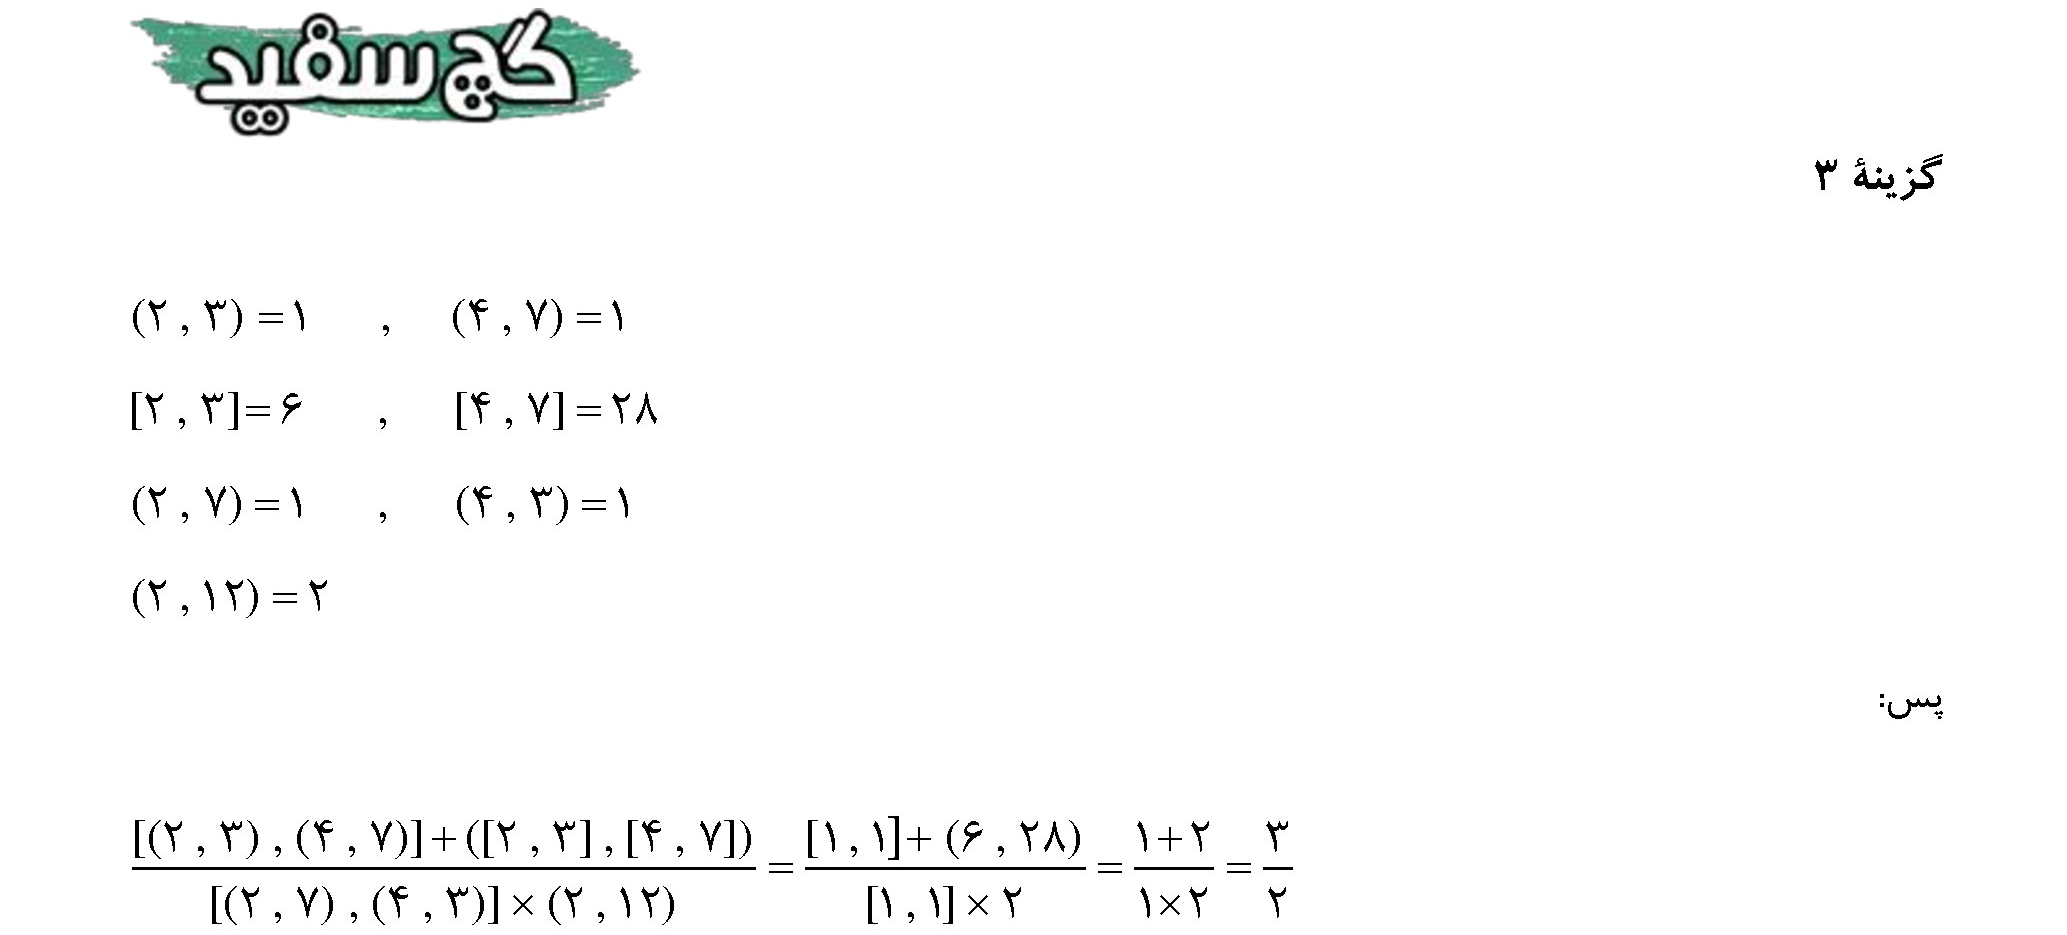 گچ سفید
گزینهٔ ۳
(۲ , ۳) = ۱ , (۴ , ۷) = ۱
[۲ , ۳] = ۶ , [۴ , ۷] = ۲۸
(۲ , ۷) = ۱ , (۴ , ۳) = ۱
(۲ , ۱۲) = ۲
پس:
[(۲ , ۳) , (۴ , ۷)] + ([۲ , ۳] , [۴ , ۷]) / [(۲ , ۷) , (۴ , ۳)] × (۲ , ۱۲) = [۱ , ۱] + (۶ , ۲۸) / [۱ , ۱] × ۲ = ۱ + ۲ / ۱ × ۲ = ۳ / ۲